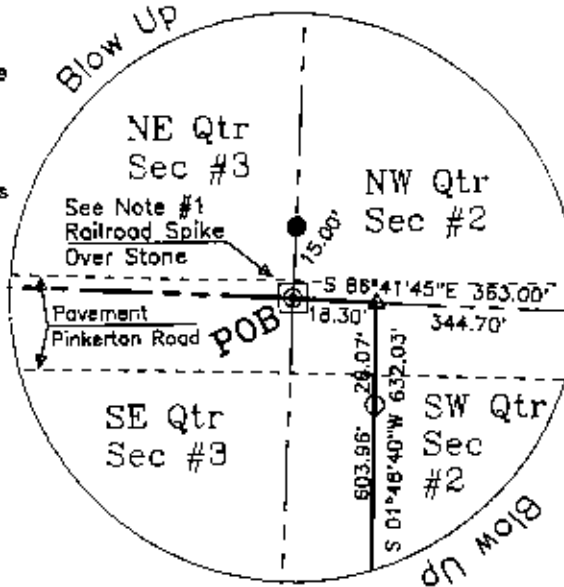 Blow Up
e
s
NE Qtr
Sec #3
NW Qtr
Sec #2
See Note #1
Railroad Spike
Over Stone
15.00'
S 86°41'45"E 363.00'
18.30'
344.70'
Pavement
Pinkerton Road
POB
SE Qtr
Sec #3
SW Qtr
Sec
#2
603.96' 28.07'
S 01°48'40"W 632.03'
Blow Up